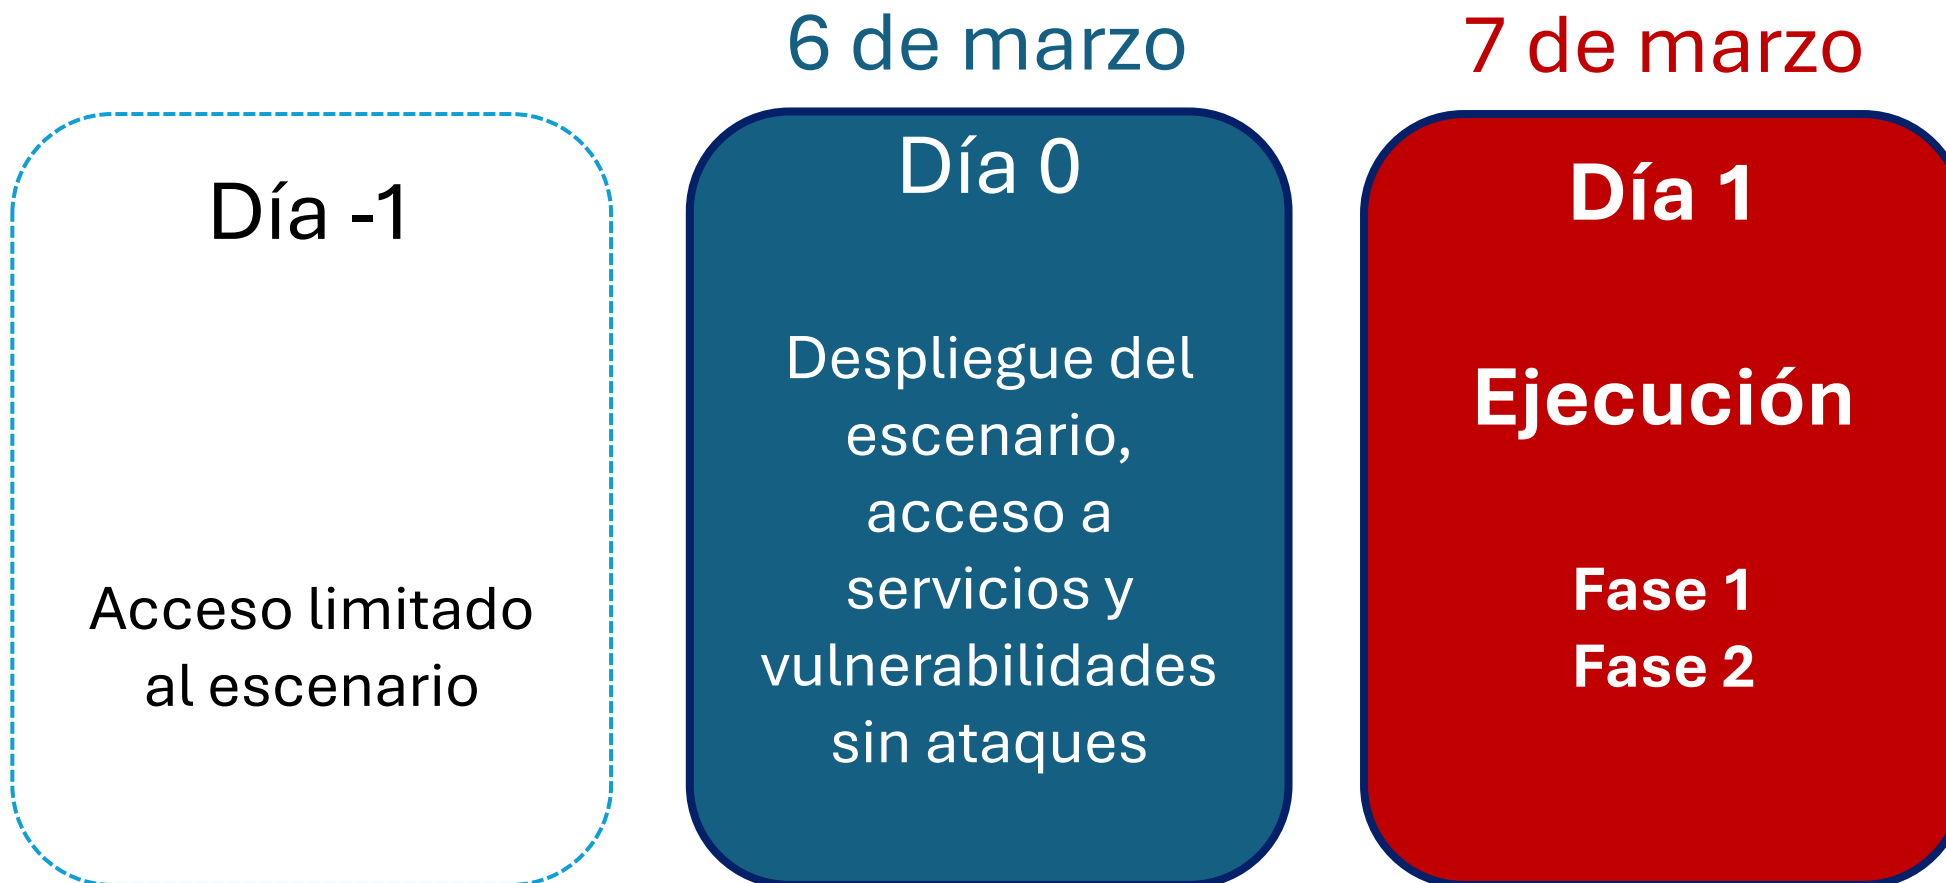 6 de marzo
7 de marzo
Día -1
Acceso limitado
al escenario
Día 0
Despliegue del
escenario,
acceso a
servicios y
vulnerabilidades
sin ataques
Día 1
Ejecución
Fase 1
Fase 2